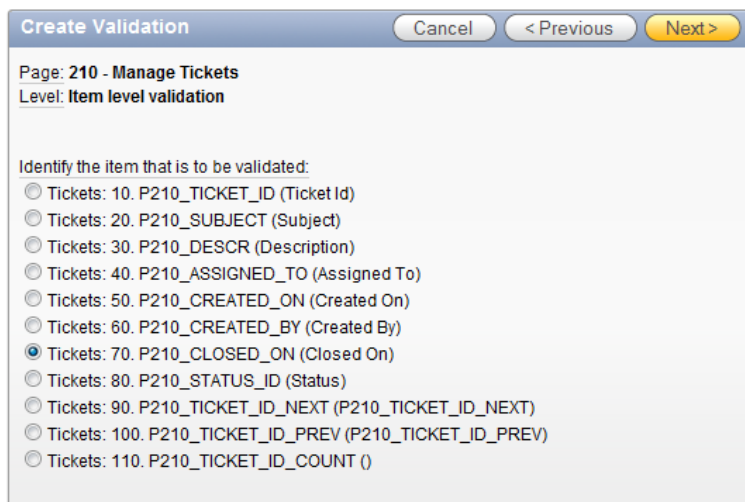 Create Validation
Cancel
< Previous
Next >
Page: 210 - Manage Tickets
Level: Item level validation
Identify the item that is to be validated:
Tickets: 10. P210_TICKET_ID (Ticket Id)
Tickets: 20. P210_SUBJECT (Subject)
Tickets: 30. P210_DESCR (Description)
Tickets: 40. P210_ASSIGNED_TO (Assigned To)
Tickets: 50. P210_CREATED_ON (Created On)
Tickets: 60. P210_CREATED_BY (Created By)
Tickets: 70. P210_CLOSED_ON (Closed On)
Tickets: 80. P210_STATUS_ID (Status)
Tickets: 90. P210_TICKET_ID_NEXT (P210_TICKET_ID_NEXT)
Tickets: 100. P210_TICKET_ID_PREV (P210_TICKET_ID_PREV)
Tickets: 110. P210_TICKET_ID_COUNT ()